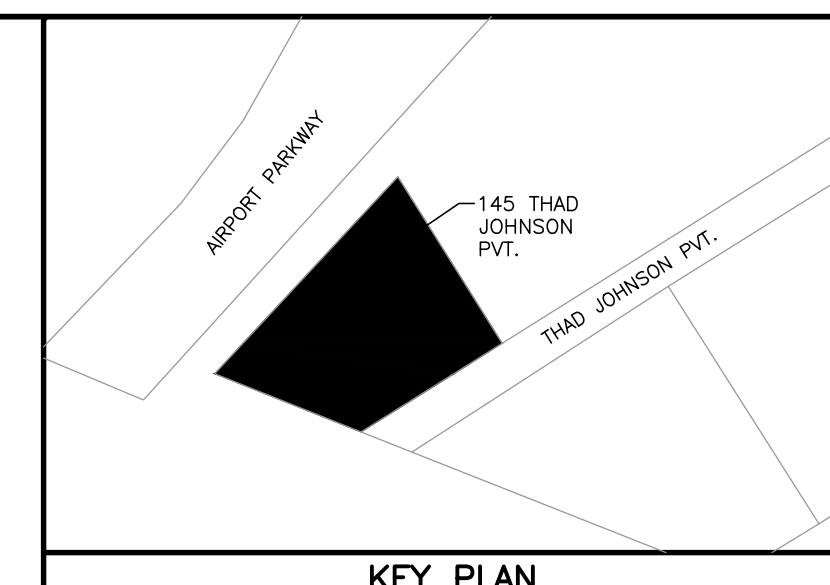 AIRPORT PARKWAY
145 THAD
JOHNSON
PVT.
THAD JOHNSON PVT.
KEY PLAN